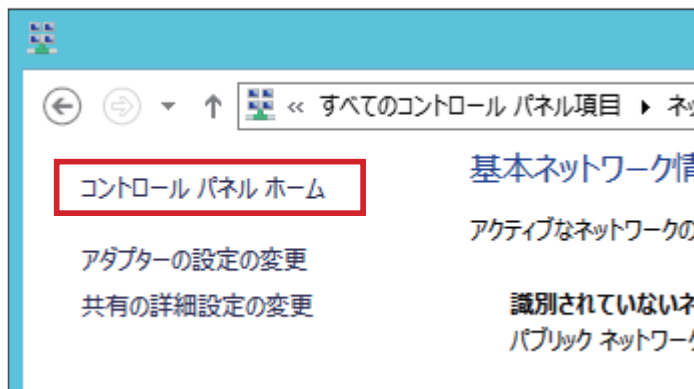 « すべてのコントロール パネル項目 ▸ ネッ
コントロール パネル ホーム
アダプターの設定の変更
共有の詳細設定の変更
基本ネットワーク情
アクティブなネットワークの
識別されていないネ
パブリック ネットワーク